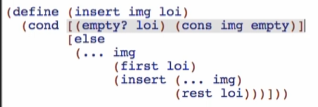 (define (insert img loi)
  (cond [(empty? loi) (cons img empty)]
        [else
         (... img
              (first loi)
              (insert (... img)
                      (rest loi)))]))